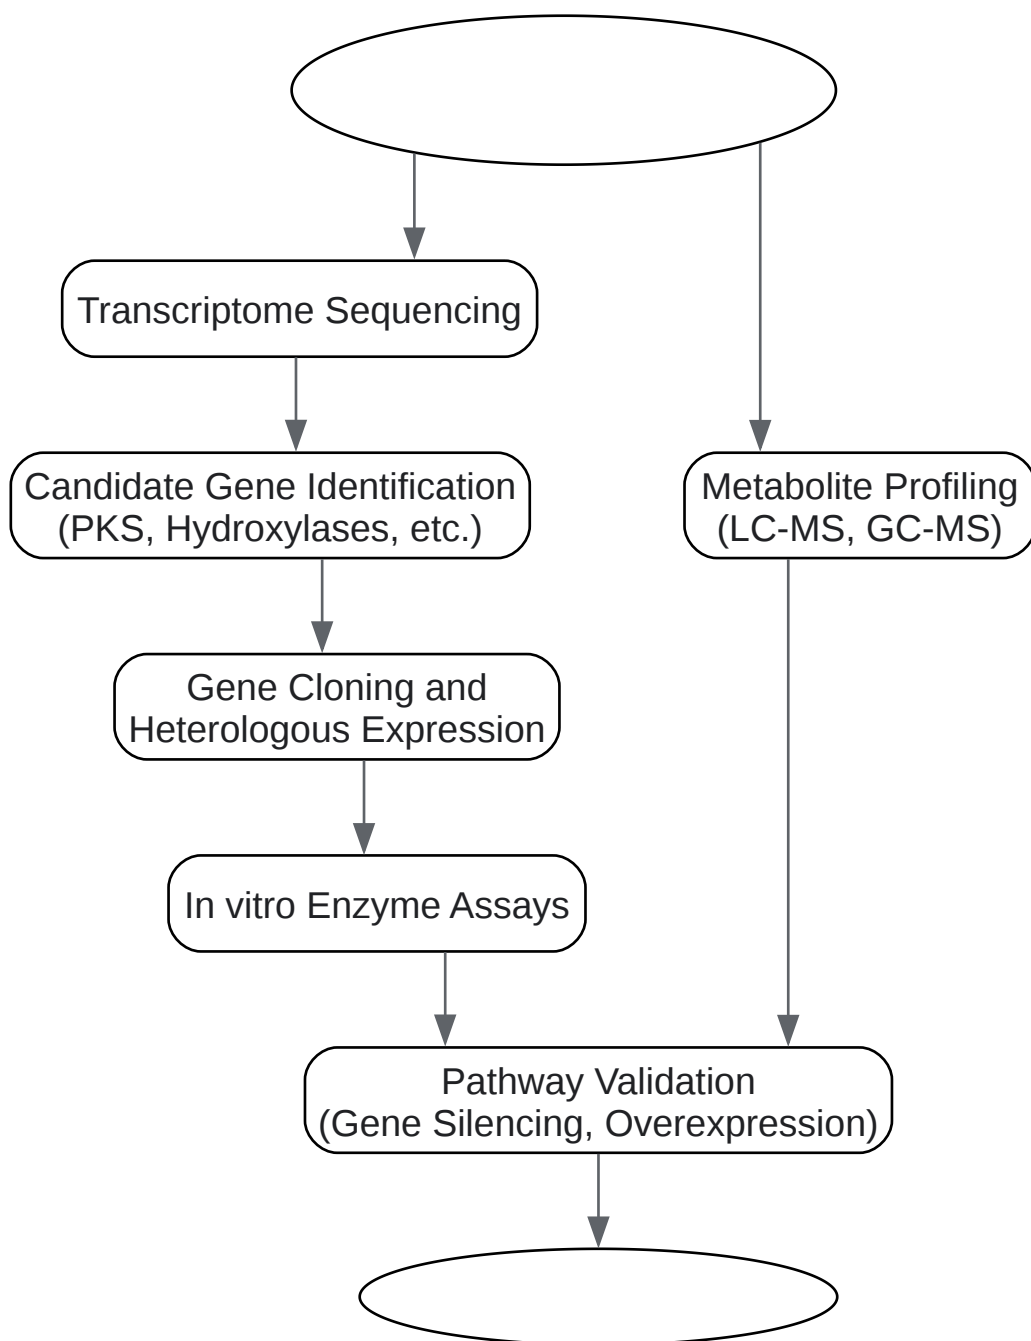 Transcriptome Sequencing
Candidate Gene Identification
(PKS, Hydroxylases, etc.)
Metabolite Profiling
(LC-MS, GC-MS)
Gene Cloning and
Heterologous Expression
In vitro Enzyme Assays
Pathway Validation
(Gene Silencing, Overexpression)